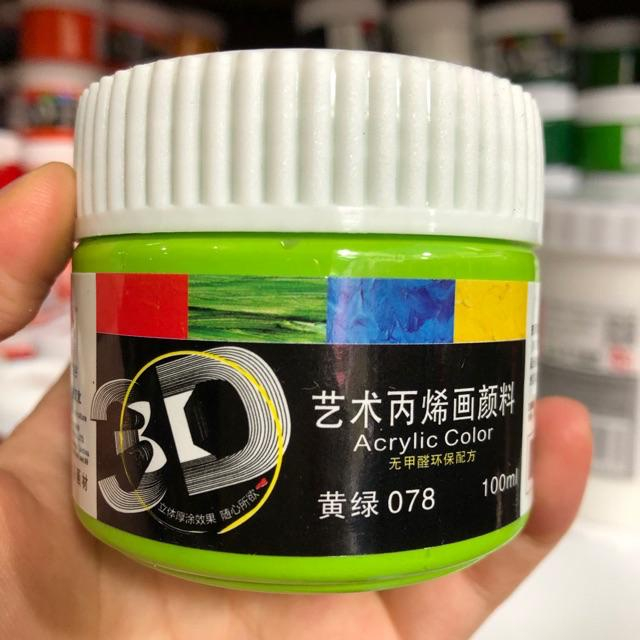 3D
立体厚涂效果 随心所欲
艺术丙烯画颜料
Acrylic Color
无甲醛环保配方
黄绿 078
100ml